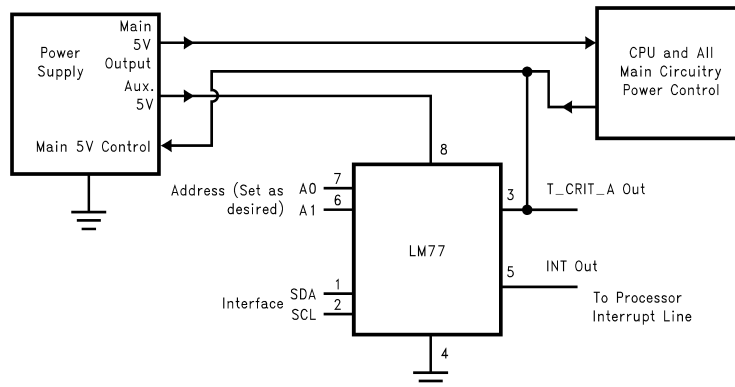 Power
Supply
Main
5V
Output
Aux.
5V
Main 5V Control
CPU and All
Main Circuitry
Power Control
8
Address (Set as
desired)
A0
7
A1
6
LM77
3
T_CRIT_A Out
5
INT Out
To Processor
Interrupt Line
Interface
SDA
1
SCL
2
4